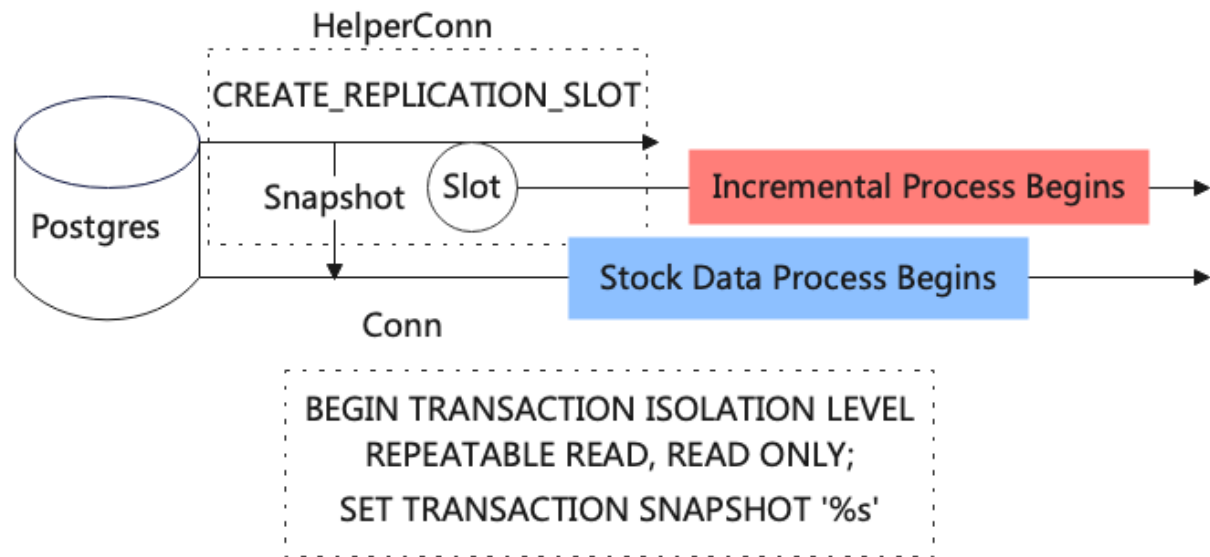 HelperConn
CREATE_REPLICATION_SLOT
Snapshot
Slot
Incremental Process Begins
Postgres
Stock Data Process Begins
Conn
BEGIN TRANSACTION ISOLATION LEVEL
REPEATABLE READ, READ ONLY;
SET TRANSACTION SNAPSHOT '%s'